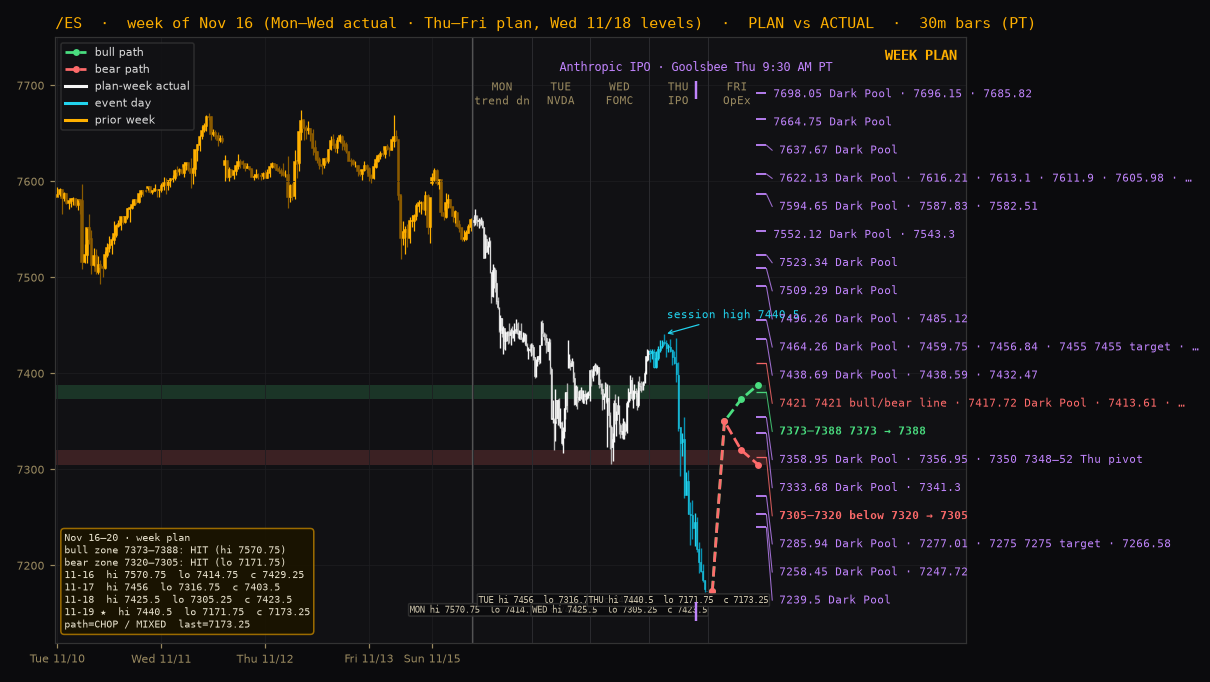 /ES  ·  week of Nov 16 (Mon–Wed actual · Thu–Fri plan, Wed 11/18 levels)  ·  PLAN vs ACTUAL  ·  30m bars (PT)
bull path
bear path
plan-week actual
event day
prior week
WEEK PLAN
Anthropic IPO · Goolsbee Thu 9:30 AM PT
MON
trend dn
TUE
NVDA
WED
FOMC
THU
IPO
FRI
OpEx
7700
7600
7500
7400
7300
7200
session high 7440.5
7698.05 Dark Pool · 7696.15 · 7685.82
7664.75 Dark Pool
7637.67 Dark Pool
7622.13 Dark Pool · 7616.21 · 7613.1 · 7611.9 · 7605.98 · …
7594.65 Dark Pool · 7587.83 · 7582.51
7552.12 Dark Pool · 7543.3
7523.34 Dark Pool
7509.29 Dark Pool
7496.26 Dark Pool · 7485.12
7464.26 Dark Pool · 7459.75 · 7456.84 · 7455 7455 target · …
7438.69 Dark Pool · 7438.59 · 7432.47
7421 7421 bull/bear line · 7417.72 Dark Pool · 7413.61 · …
7373–7388 7373 → 7388
7358.95 Dark Pool · 7356.95 · 7350 7348–52 Thu pivot
7333.68 Dark Pool · 7341.3
7305–7320 below 7320 → 7305
7285.94 Dark Pool · 7277.01 · 7275 7275 target · 7266.58
7258.45 Dark Pool · 7247.72
7239.5 Dark Pool
Nov 16–20 · week plan
bull zone 7373–7388: HIT (hi 7570.75)
bear zone 7320–7305: HIT (lo 7171.75)
11-16  hi 7570.75  lo 7414.75  c 7429.25
11-17  hi 7456  lo 7316.75  c 7403.5
11-18  hi 7425.5  lo 7305.25  c 7423.5
11-19 ★  hi 7440.5  lo 7171.75  c 7173.25
path=CHOP / MIXED  last=7173.25
TUE hi 7456  lo 7316.7
THU hi 7440.5  lo 7171.75  c 7173.25
MON hi 7570.75  lo 7414.
WED hi 7425.5  lo 7305.25  c 7423.5
Tue 11/10
Wed 11/11
Thu 11/12
Fri 11/13
Sun 11/15